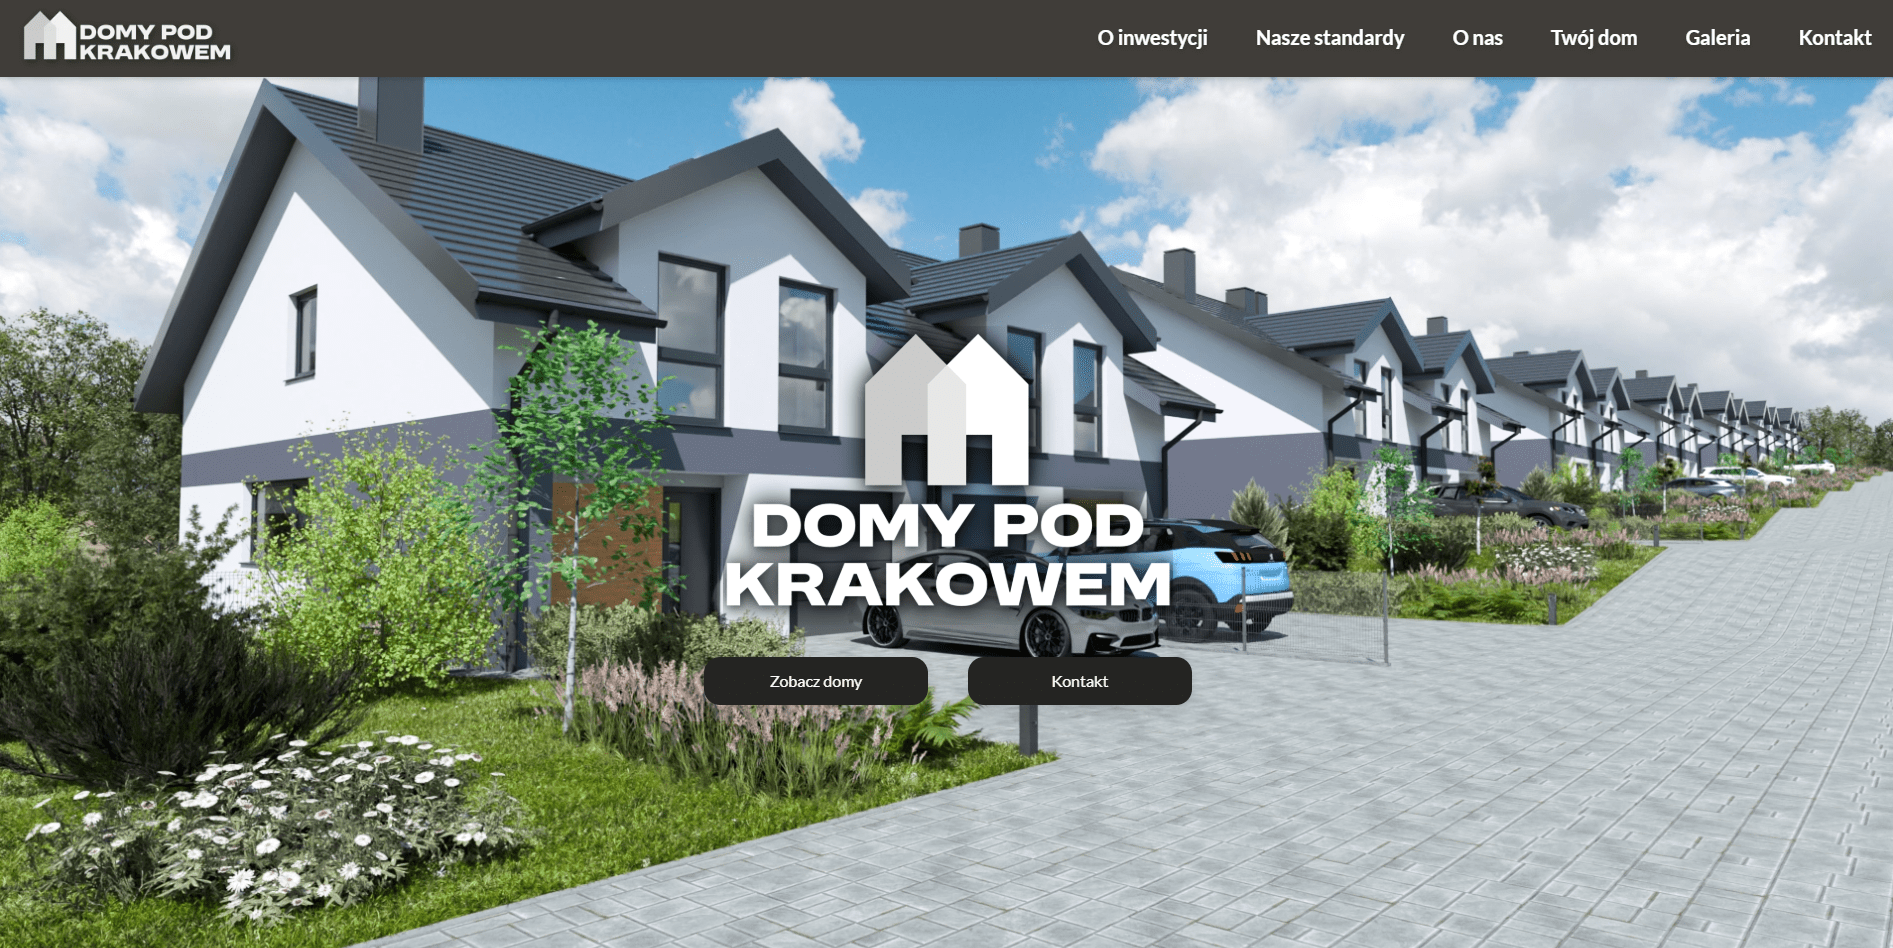 DOMY POD
KRAKOWEM
O inwestycji
Nasze standardy
O nas
Twój dom
Galeria
Kontakt
DOMY POD
KRAKOWEM
Zobacz domy
Kontakt